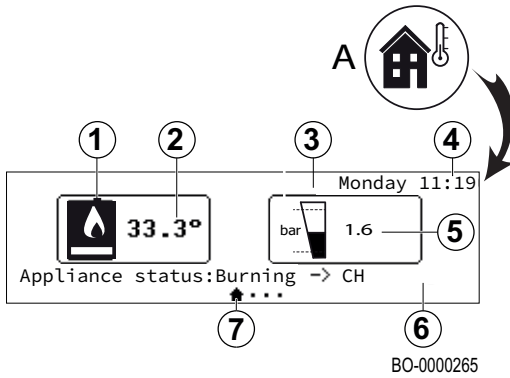 A
1 2 3 4
Monday 11:19
33.3° bar 1.6 5
Appliance status:Burning -> CH
7 6
BO-0000265